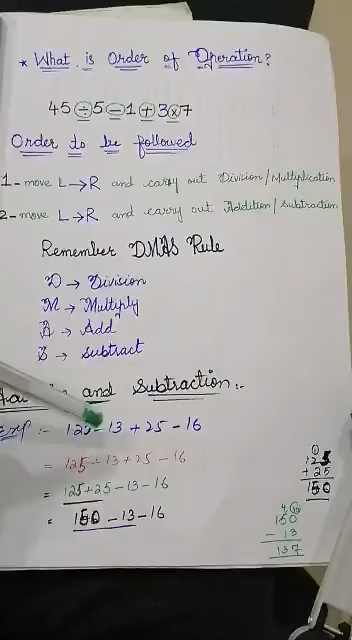 * What is Order of Operation?
45 ÷ 5 - 1 + 3 x 7
Order to be followed
1 - move L → R and carry out Division/Multiplication
2 - move L → R and carry out Addition/Subtraction
Remember DMAS Rule
D → Division
M → Multiply
A → Add
S → Subtract
and Subtraction :-
:- 125 - 13 + 25 - 16
= 125 - 13 + 25 - 16
= 125 + 25 - 13 - 16
= 150 - 13 - 16
1
125
+ 25
150
4 10
150
- 13
137